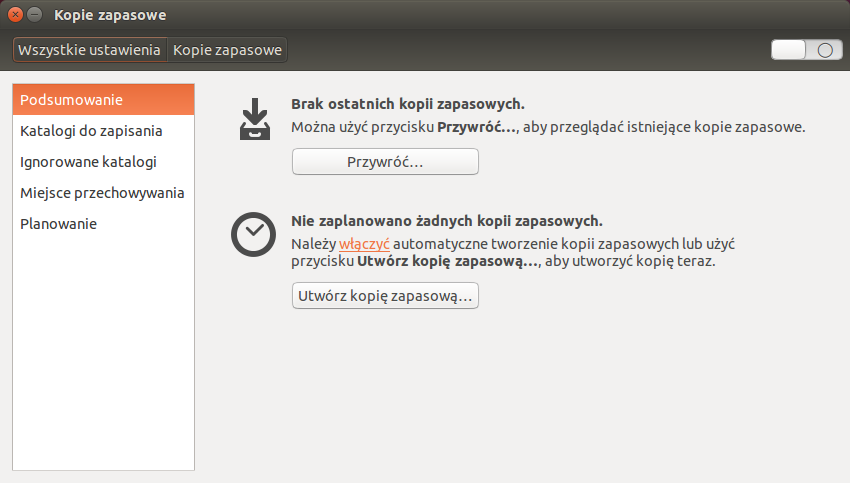 Kopie zapasowe
Wszystkie ustawienia
Kopie zapasowe
Podsumowanie
Katalogi do zapisania
Ignorowane katalogi
Miejsce przechowywania
Planowanie
Brak ostatnich kopii zapasowych.
Można użyć przycisku Przywróć…, aby przeglądać istniejące kopie zapasowe.
Przywróć…
Nie zaplanowano żadnych kopii zapasowych.
Należy włączyć automatyczne tworzenie kopii zapasowych lub użyć
przycisku Utwórz kopię zapasową…, aby utworzyć kopię teraz.
Utwórz kopię zapasową…